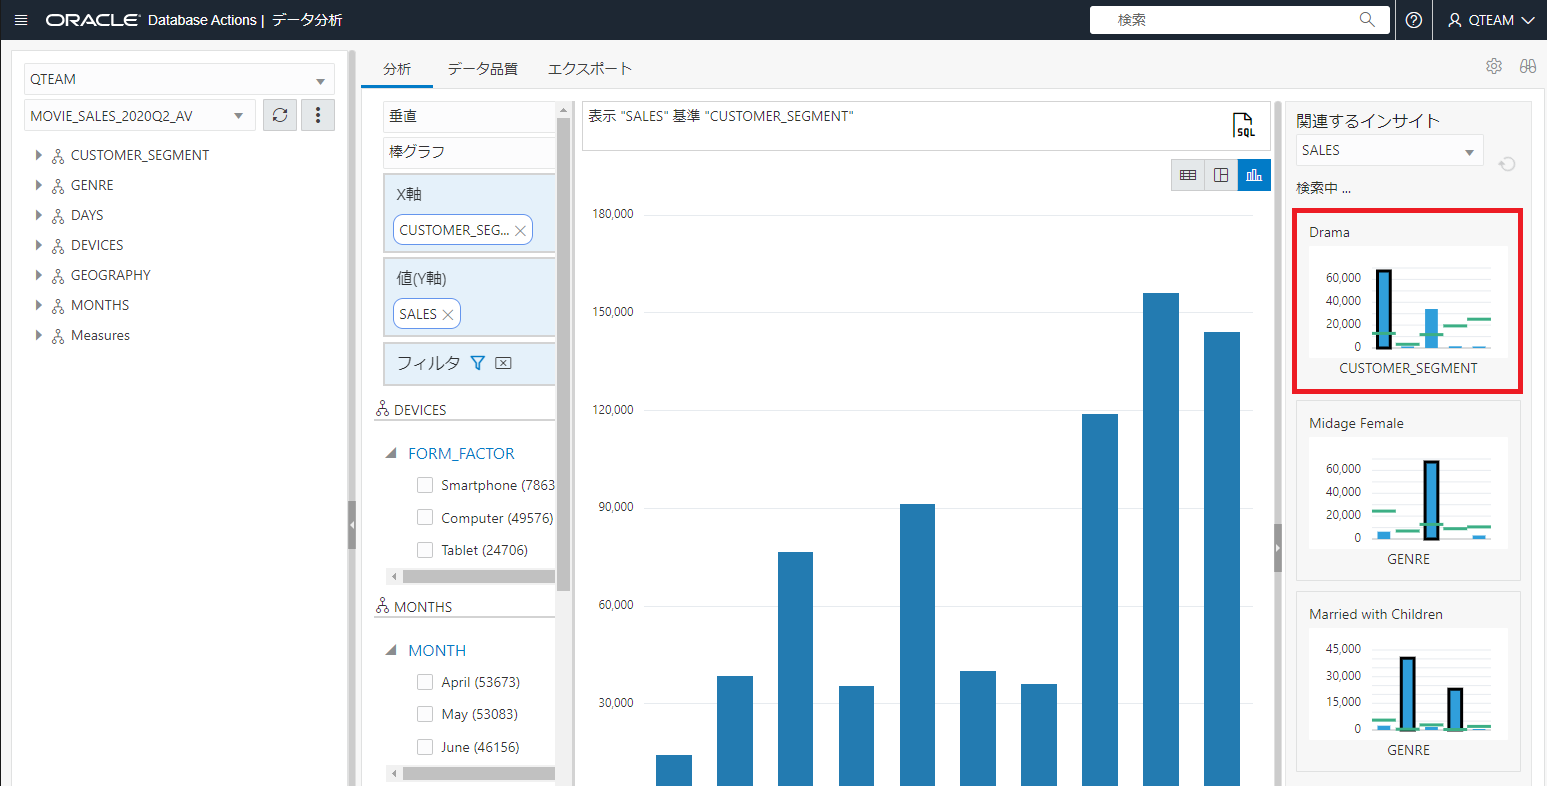 ORACLE Database Actions | データ分析
検索
QTEAM
QTEAM
MOVIE_SALES_2020Q2_AV
CUSTOMER_SEGMENT
GENRE
DAYS
DEVICES
GEOGRAPHY
MONTHS
Measures
分析 データ品質 エクスポート
垂直
棒グラフ
X軸
CUSTOMER_SEG...
値(Y軸)
SALES
フィルタ
DEVICES
FORM_FACTOR
Smartphone (7863
Computer (49576)
Tablet (24706)
MONTHS
MONTH
April (53673)
May (53083)
June (46156)
表示 "SALES" 基準 "CUSTOMER_SEGMENT"
SQL
180,000
150,000
120,000
90,000
60,000
30,000
関連するインサイト
SALES
検索中 ...
Drama
60,000
40,000
20,000
0
CUSTOMER_SEGMENT
Midage Female
60,000
40,000
20,000
0
GENRE
Married with Children
45,000
30,000
15,000
0
GENRE